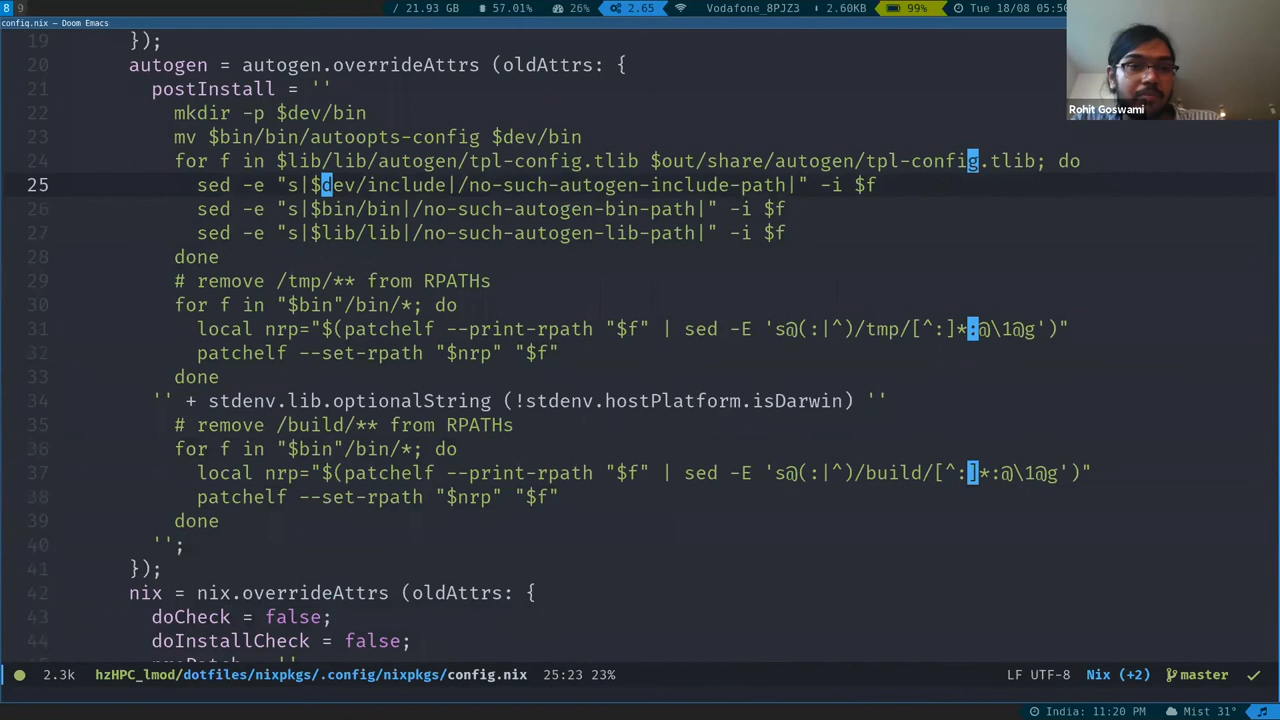 8 9 / 21.93 GB 57.01% 26% 2.65 Vodafone_8PJZ3 2.60KB 99% Tue 18/08 05:50
config.nix — Doom Emacs
19 });
20 autogen = autogen.overrideAttrs (oldAttrs: {
21 postInstall = ''
22 mkdir -p $dev/bin
23 mv $bin/bin/autoopts-config $dev/bin
24 for f in $lib/lib/autogen/tpl-config.tlib $out/share/autogen/tpl-config.tlib; do
25 sed -e "s|$dev/include|/no-such-autogen-include-path|" -i $f
26 sed -e "s|$bin/bin|/no-such-autogen-bin-path|" -i $f
27 sed -e "s|$lib/lib|/no-such-autogen-lib-path|" -i $f
28 done
29 # remove /tmp/** from RPATHs
30 for f in "$bin"/bin/*; do
31 local nrp="$(patchelf --print-rpath "$f" | sed -E 's@(:|^)/tmp/[^:]*:@\1@g')"
32 patchelf --set-rpath "$nrp" "$f"
33 done
34 '' + stdenv.lib.optionalString (!stdenv.hostPlatform.isDarwin) ''
35 # remove /build/** from RPATHs
36 for f in "$bin"/bin/*; do
37 local nrp="$(patchelf --print-rpath "$f" | sed -E 's@(:|^)/build/[^:]*:@\1@g')"
38 patchelf --set-rpath "$nrp" "$f"
39 done
40 '';
41 });
42 nix = nix.overrideAttrs (oldAttrs: {
43 doCheck = false;
44 doInstallCheck = false;
2.3k hzHPC_lmod/dotfiles/nixpkgs/.config/nixpkgs/config.nix 25:23 23% LF UTF-8 Nix (+2) master
India: 11:20 PM Mist 31°
Rohit Goswami